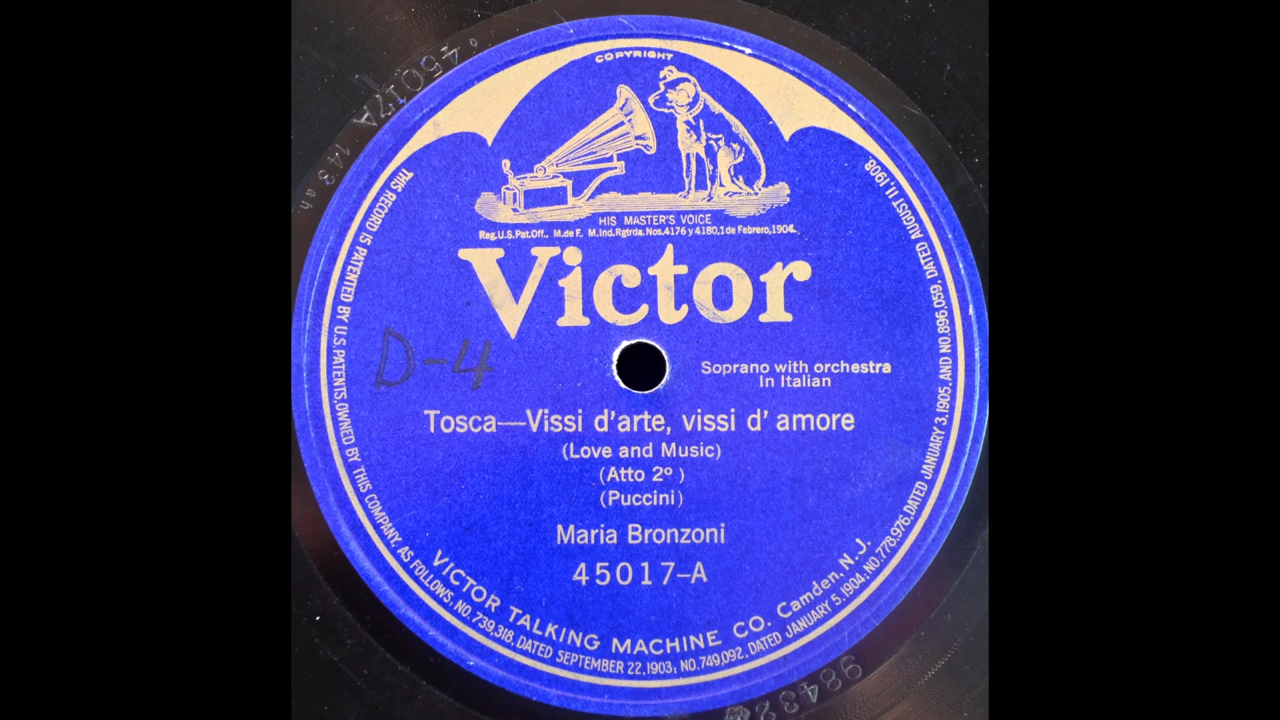 COPYRIGHT
HIS MASTER'S VOICE
Reg.U.S.Pat.Off., M.de F. M.Ind.Rgtrda.Nos.4176 y 4180,1de Febrero,1904.
Victor
D-4
Soprano with orchestra
In Italian
Tosca—Vissi d'arte, vissi d' amore
(Love and Music)
(Atto 2º)
(Puccini)
Maria Bronzoni
45017-A
VICTOR TALKING MACHINE CO. Camden, N.J.
THIS RECORD IS PATENTED BY U.S. PATENTS, OWNED BY THIS COMPANY, AS FOLLOWS, NO. 739,318, DATED SEPTEMBER 22, 1903; NO. 749,092, DATED JANUARY 5, 1904; NO. 778,976, DATED JANUARY 3, 1905, AND NO. 896,059, DATED AUGUST 11, 1908
45017A